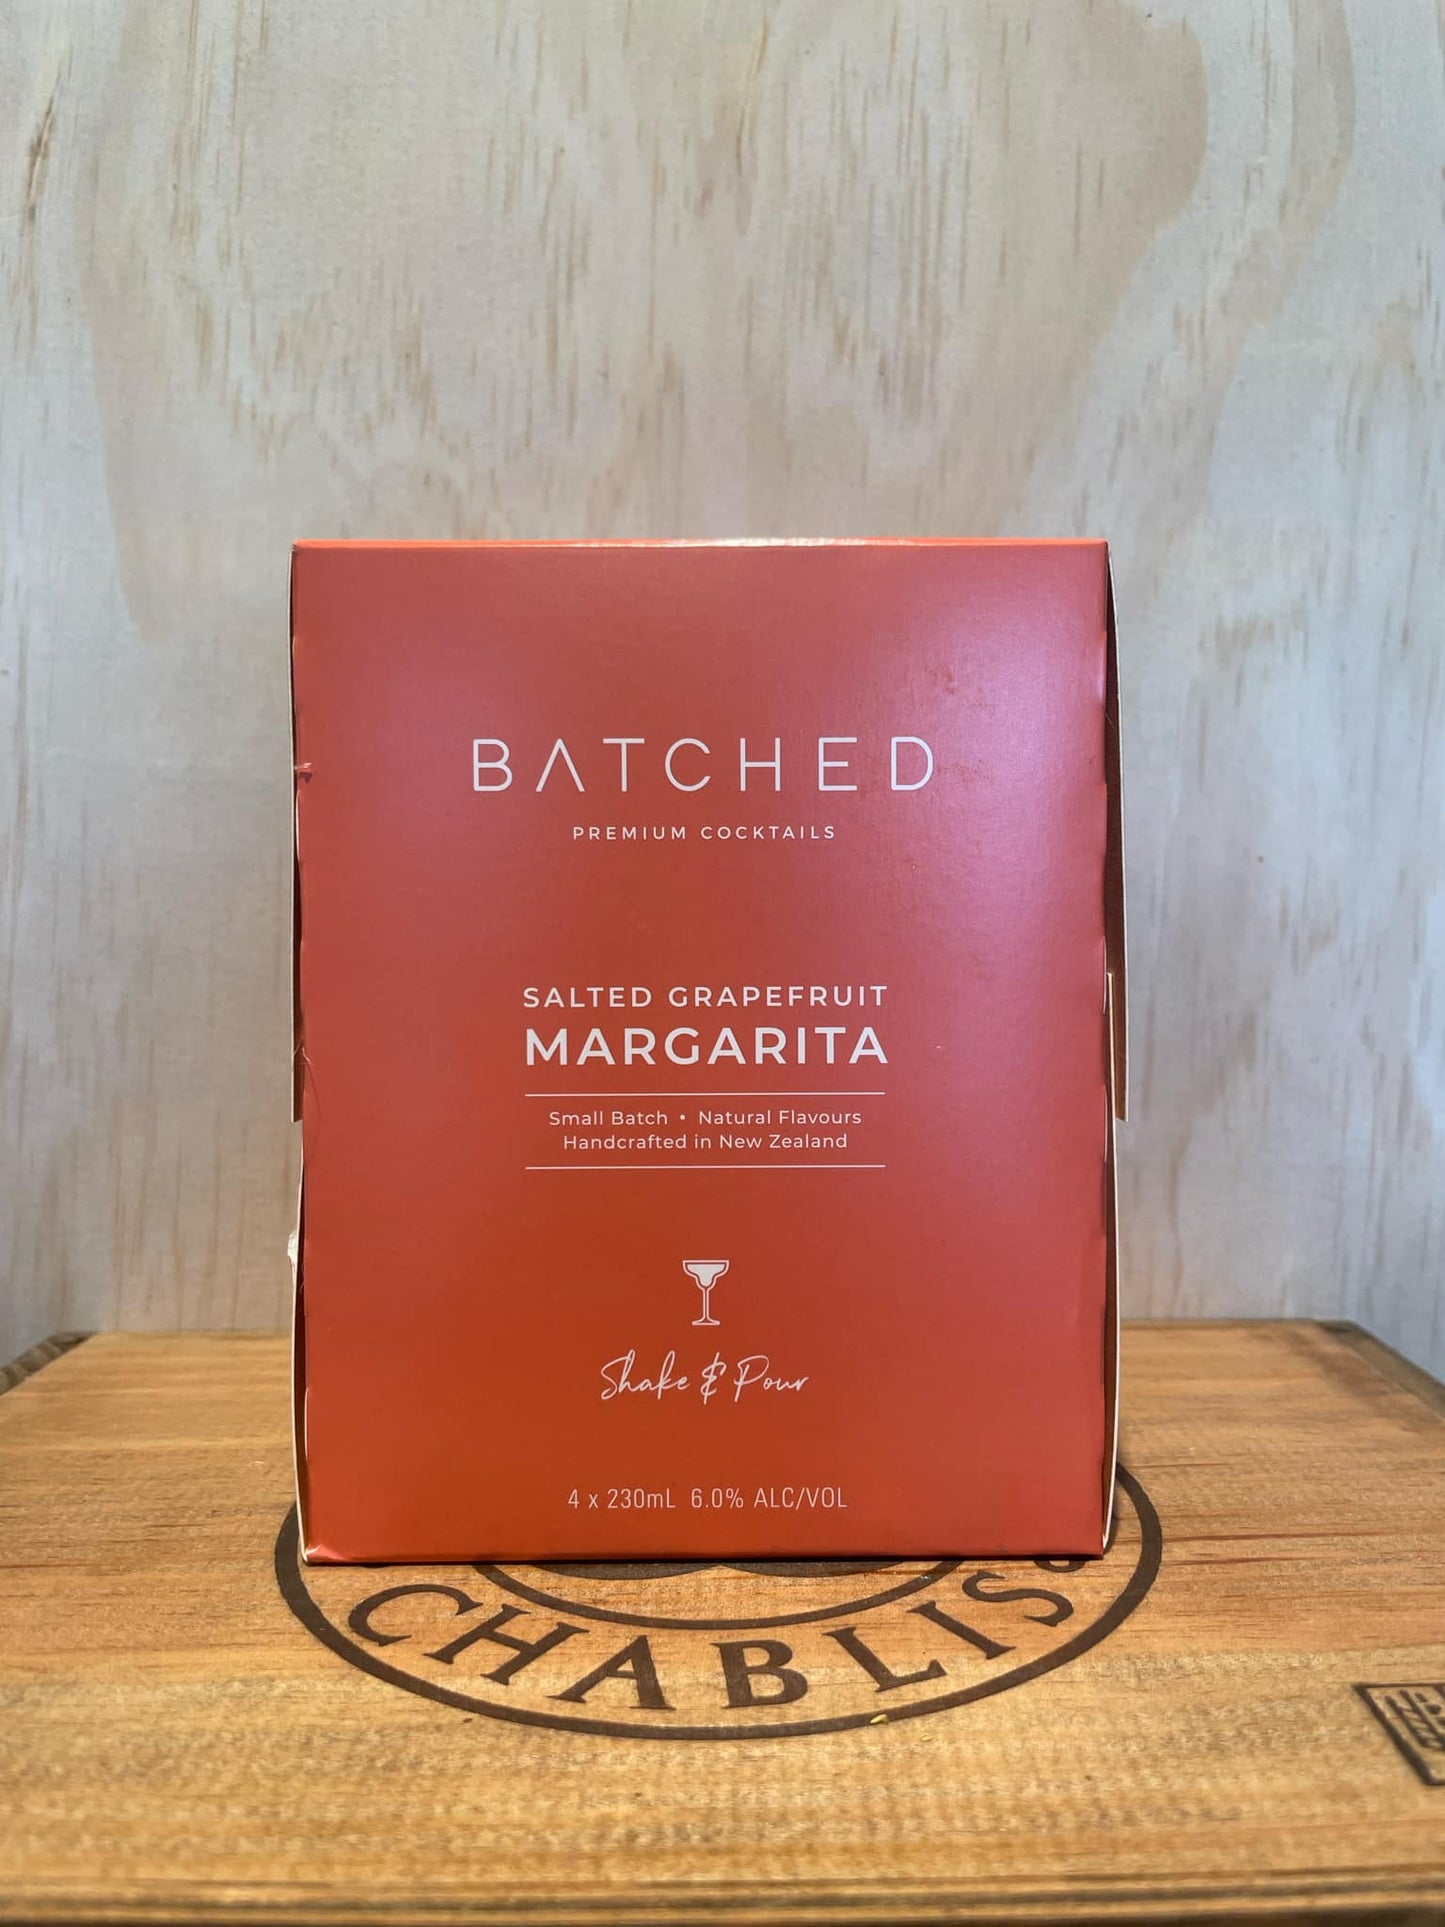 BATCHED
PREMIUM COCKTAILS
SALTED GRAPEFRUIT
MARGARITA
Small Batch • Natural Flavours
Handcrafted in New Zealand
Shake & Pour
4 x 230mL 6.0% ALC/VOL
CHABLIS